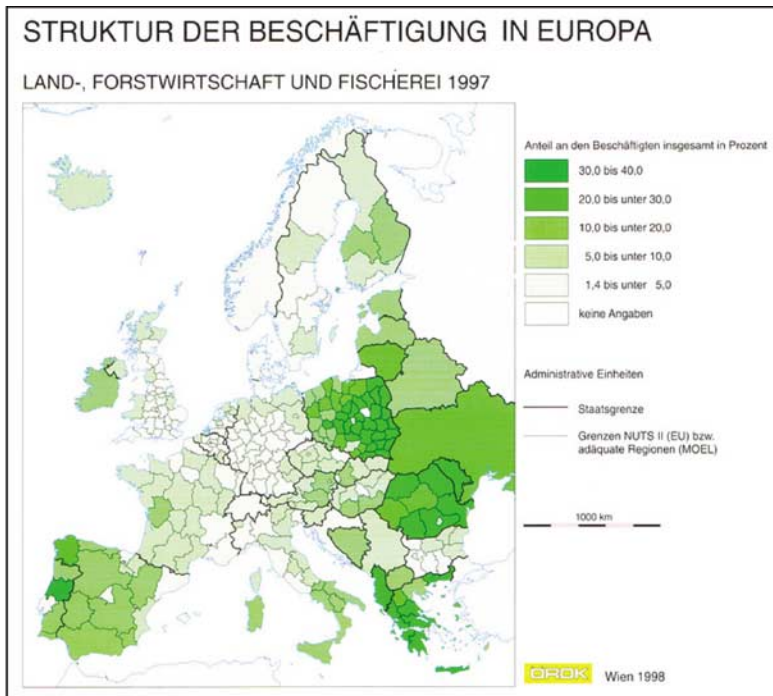 STRUKTUR DER BESCHÄFTIGUNG IN EUROPA
LAND-, FORSTWIRTSCHAFT UND FISCHEREI 1997
Anteil an den Beschäftigten insgesamt in Prozent
30,0 bis 40,0
20,0 bis unter 30,0
10,0 bis unter 20,0
5,0 bis unter 10,0
1,4 bis unter 5,0
keine Angaben
Administrative Einheiten
Staatsgrenze
Grenzen NUTS II (EU) bzw.
adäquate Regionen (MOEL)
1000 km
ÖROK Wien 1998